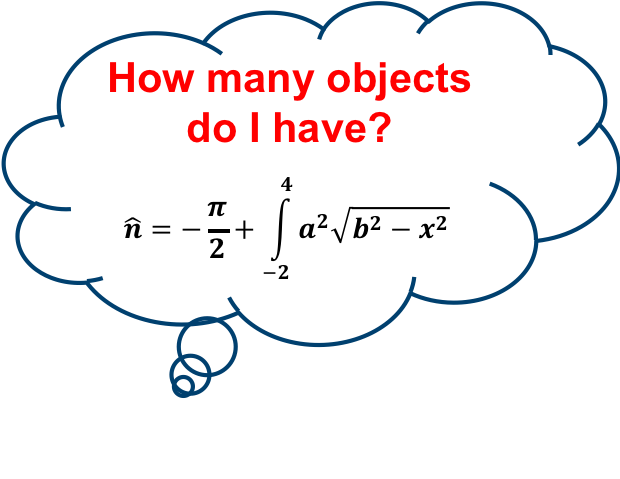 How many objects
do I have?
n̂ = −π/2 + ∫₋₂⁴ a²√(b² − x²)